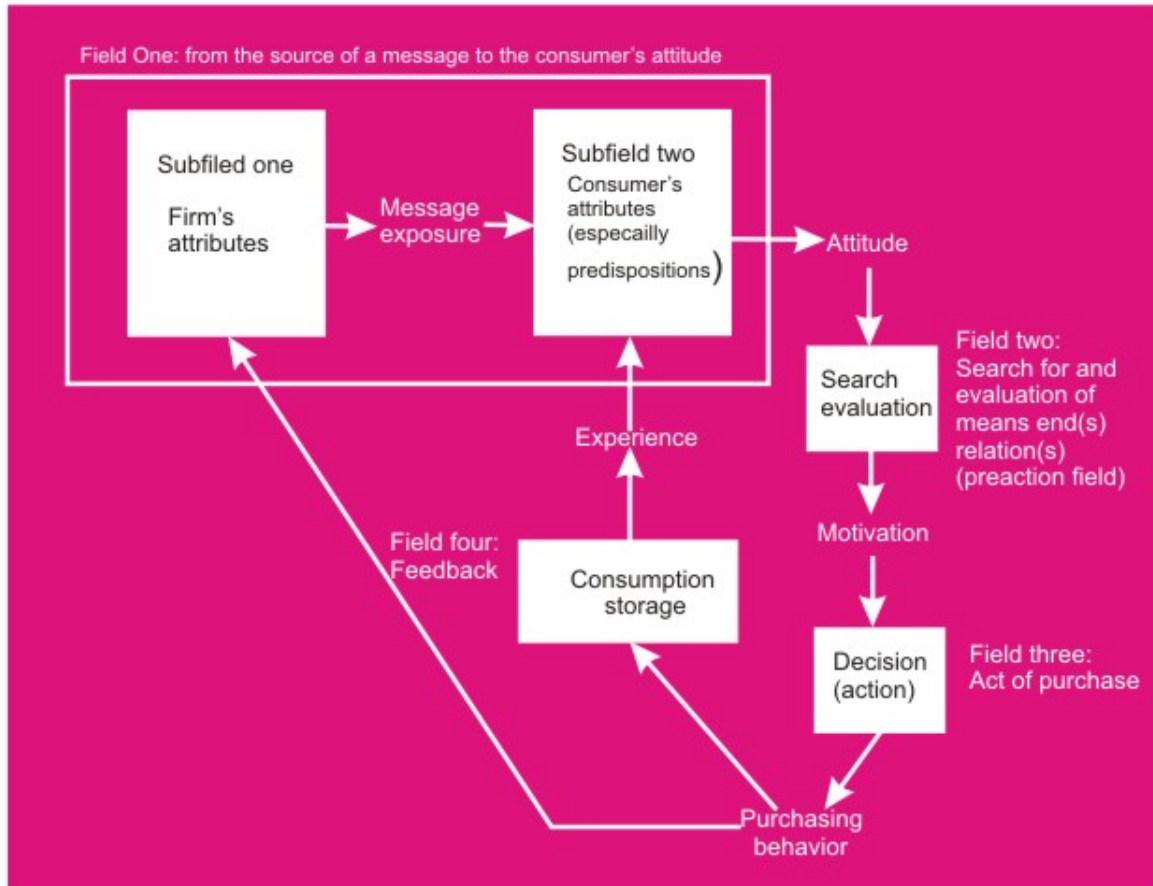 Field One: from the source of a message to the consumer's attitude
Subfiled one
Firm's
attributes
Message
exposure
Subfield two
Consumer's
attributes
(especailly
predispositions)
Attitude
Search
evaluation
Field two:
Search for and
evaluation of
means end(s)
relation(s)
(preaction field)
Experience
Motivation
Field four:
Feedback
Consumption
storage
Decision
(action)
Field three:
Act of purchase
Purchasing
behavior